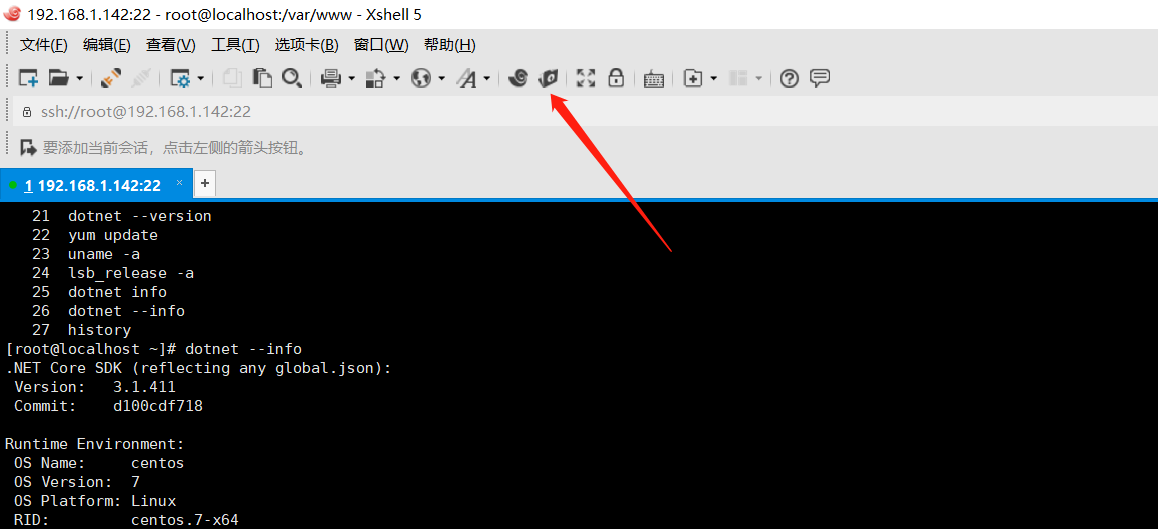 192.168.1.142:22 - root@localhost:/var/www - Xshell 5
文件(F) 编辑(E) 查看(V) 工具(T) 选项卡(B) 窗口(W) 帮助(H)
ssh://root@192.168.1.142:22
要添加当前会话，点击左侧的箭头按钮。
1 192.168.1.142:22 × +
21 dotnet --version
22 yum update
23 uname -a
24 lsb_release -a
25 dotnet info
26 dotnet --info
27 history
[root@localhost ~]# dotnet --info
.NET Core SDK (reflecting any global.json):
Version: 3.1.411
Commit: d100cdf718
Runtime Environment:
OS Name: centos
OS Version: 7
OS Platform: Linux
RID: centos.7-x64